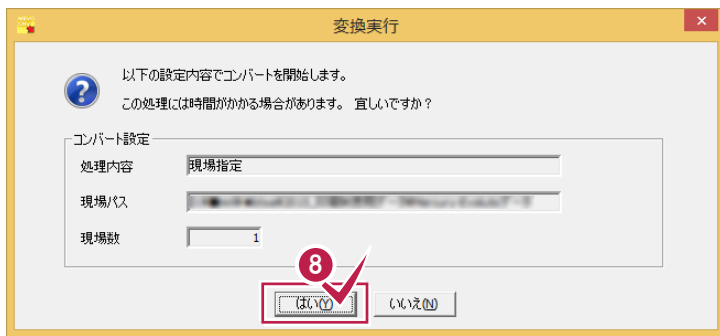 変換実行
以下の設定内容でコンバートを開始します。
この処理には時間がかかる場合があります。 宜しいですか？
コンバート設定
処理内容 現場指定
現場パス
現場数 1
8
はい(Y) いいえ(N)